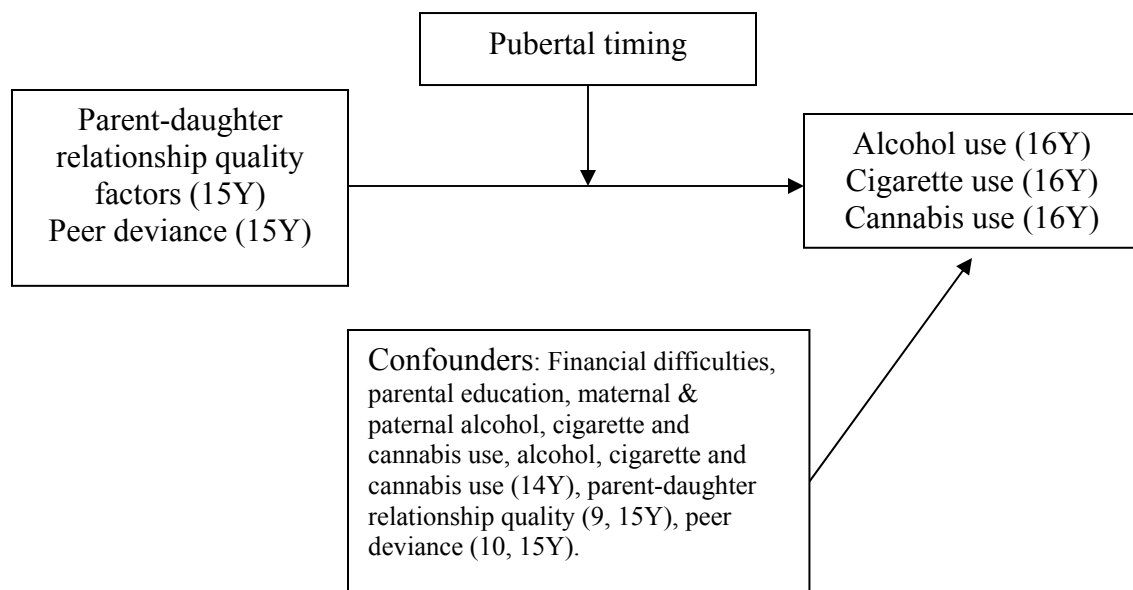 Pubertal timing
Parent-daughter
relationship quality
factors (15Y)
Peer deviance (15Y)
Alcohol use (16Y)
Cigarette use (16Y)
Cannabis use (16Y)
Confounders: Financial difficulties,
parental education, maternal &
paternal alcohol, cigarette and
cannabis use, alcohol, cigarette and
cannabis use (14Y), parent-daughter
relationship quality (9, 15Y), peer
deviance (10, 15Y).